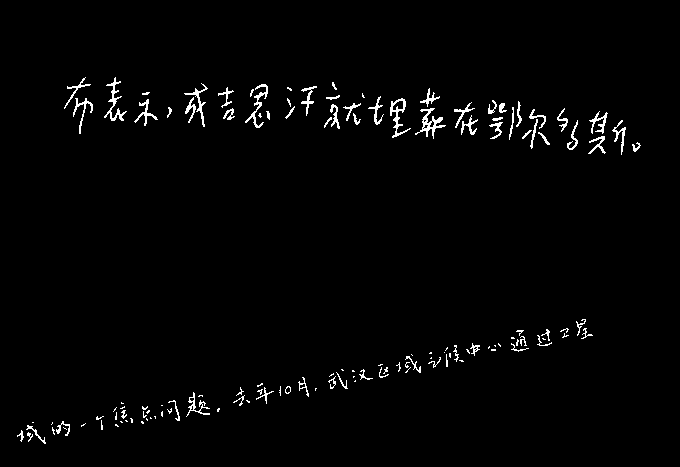 布表示,成吉思汗就埋葬在鄂尔多斯。
域的一个焦点问题。去年10月,武汉区域气候中心通过卫星